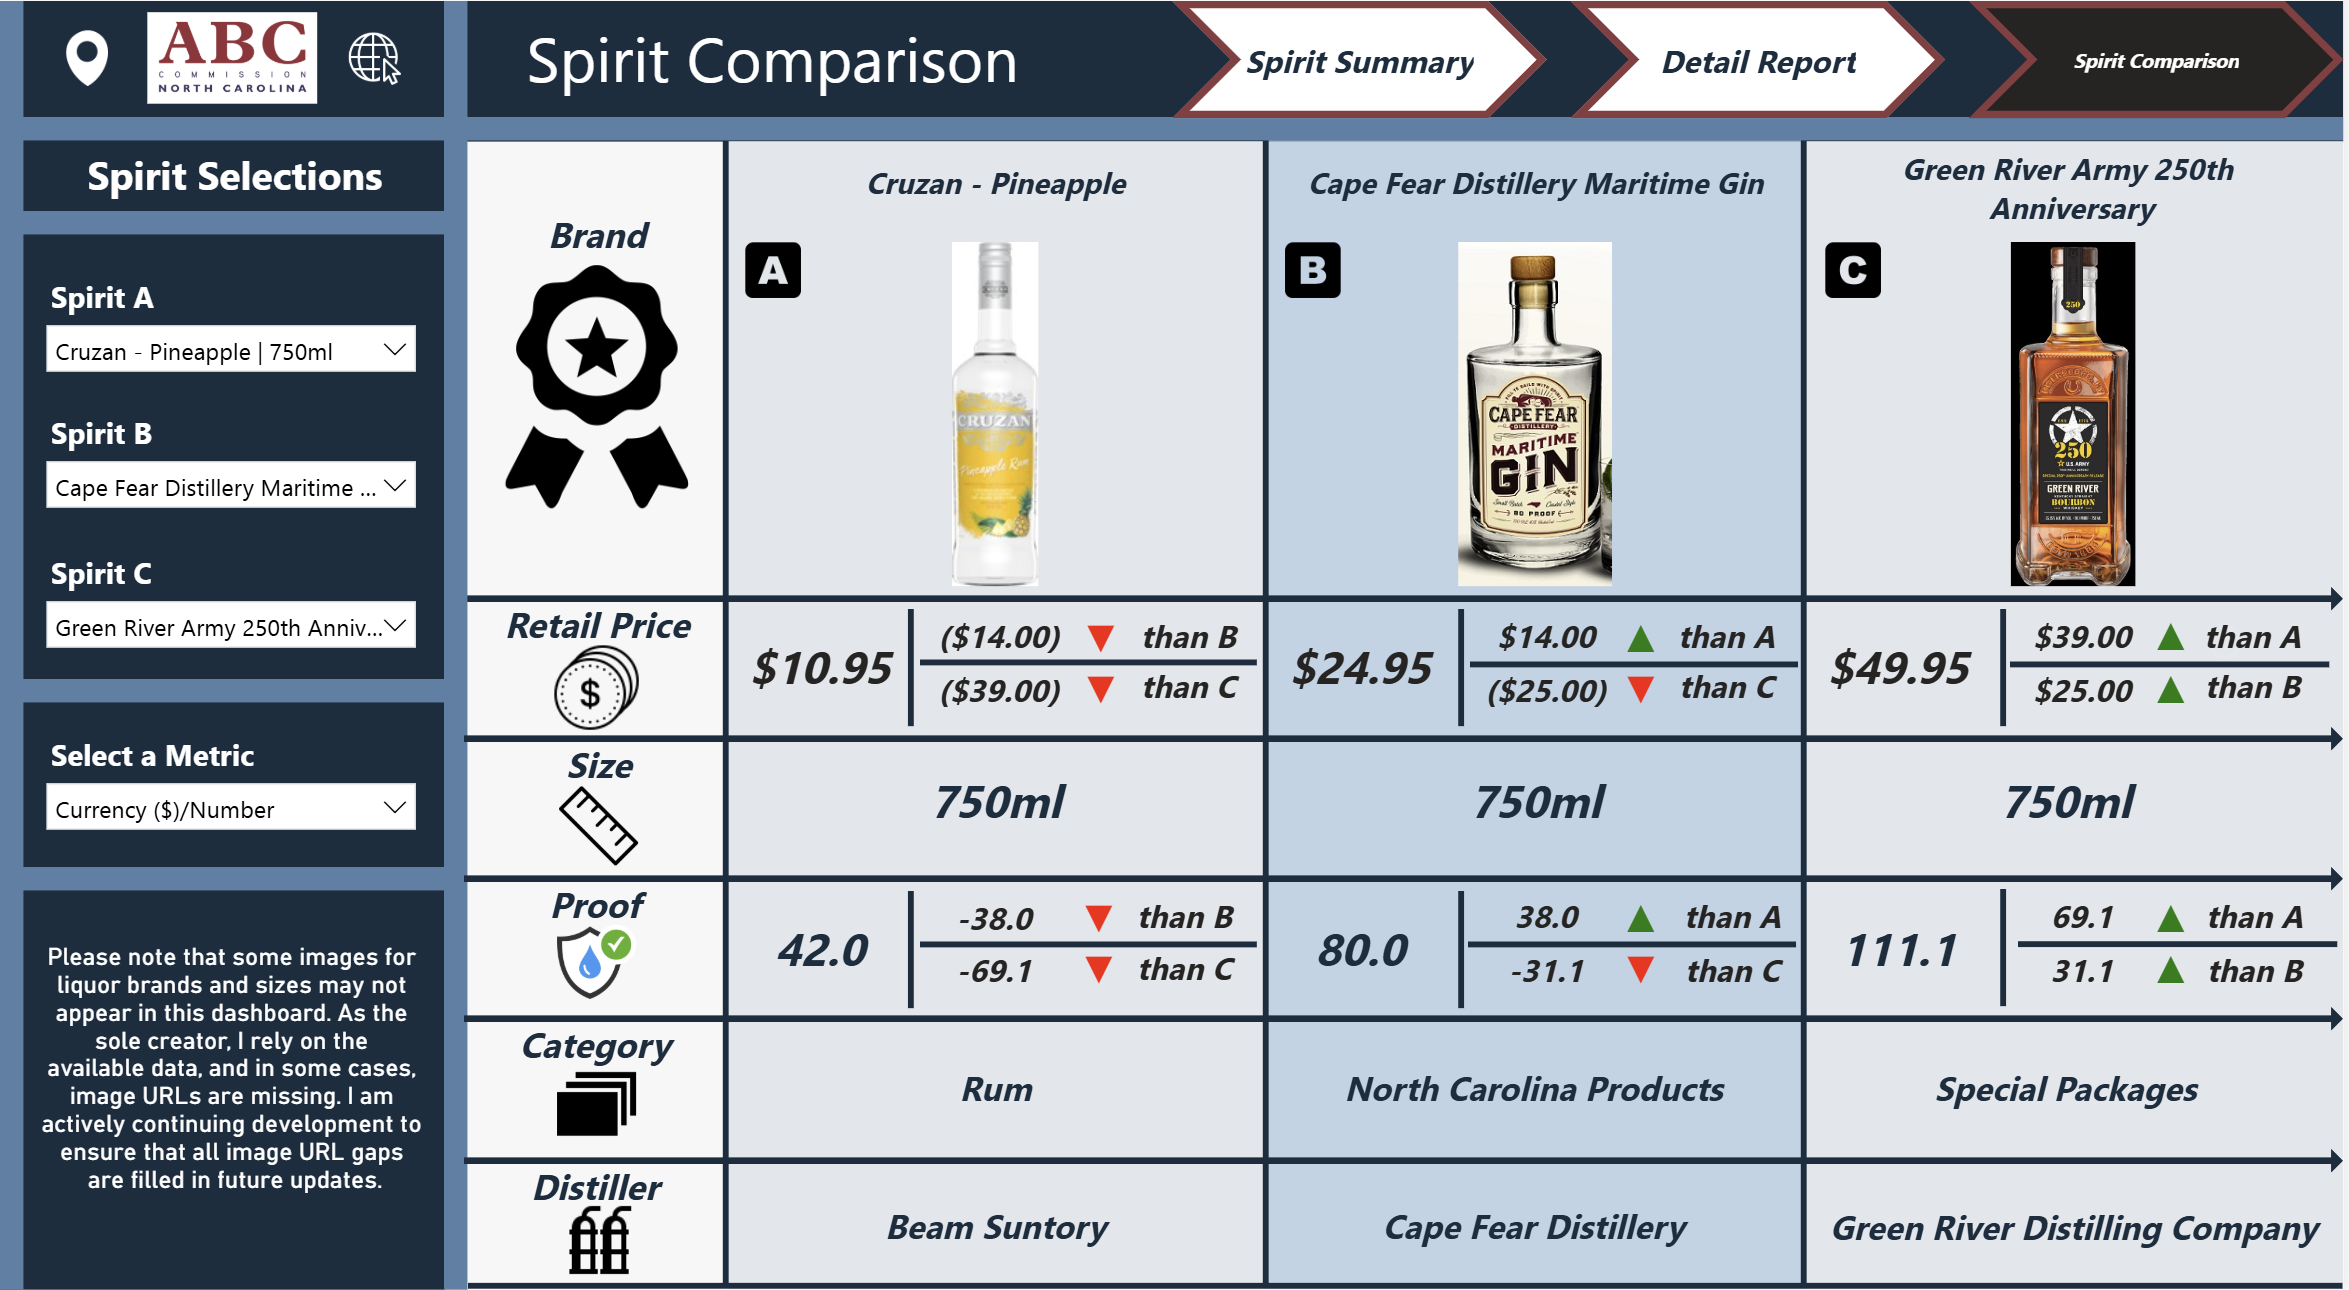 ABC
COMMISSION
NORTH CAROLINA
Spirit Comparison
Spirit Summary
Detail Report
Spirit Comparison
Spirit Selections
Spirit A
Cruzan - Pineapple | 750ml
Spirit B
Cape Fear Distillery Maritime ...
Spirit C
Green River Army 250th Anniv...
Select a Metric
Currency ($)/Number
Please note that some images for
liquor brands and sizes may not
appear in this dashboard. As the
sole creator, I rely on the
available data, and in some cases,
image URLs are missing. I am
actively continuing development to
ensure that all image URL gaps
are filled in future updates.
Brand
Cruzan - Pineapple
A
CRUZAN
Pineapple Rum
Cape Fear Distillery Maritime Gin
B
CAPE FEAR
DISTILLERY
MARITIME
GIN
80 PROOF
Green River Army 250th
Anniversary
C
250
250
U.S. ARMY
GREEN RIVER
BOURBON
WHISKEY
Retail Price
$
$10.95
($14.00) than B
($39.00) than C
$24.95
$14.00 than A
($25.00) than C
$49.95
$39.00 than A
$25.00 than B
Size
750ml
750ml
750ml
Proof
42.0
-38.0 than B
-69.1 than C
80.0
38.0 than A
-31.1 than C
111.1
69.1 than A
31.1 than B
Category
Rum
North Carolina Products
Special Packages
Distiller
Beam Suntory
Cape Fear Distillery
Green River Distilling Company